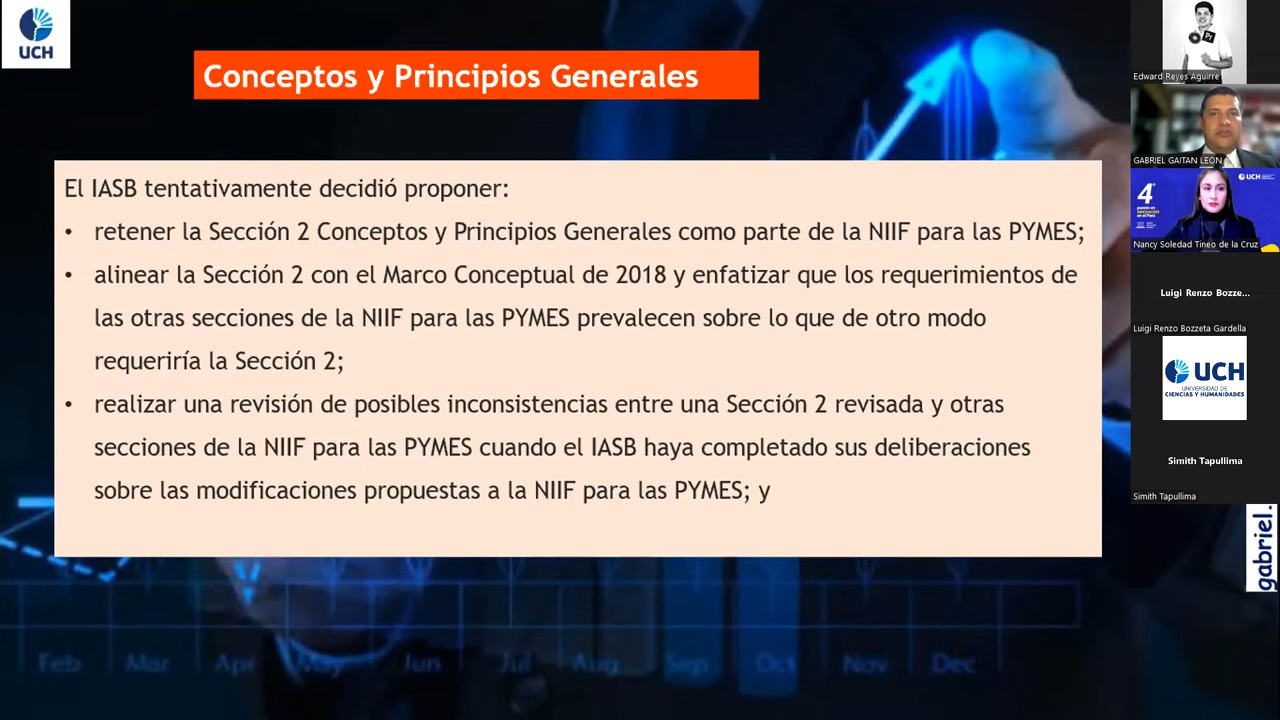 UCH
Conceptos y Principios Generales
El IASB tentativamente decidió proponer:
• retener la Sección 2 Conceptos y Principios Generales como parte de la NIIF para las PYMES;
• alinear la Sección 2 con el Marco Conceptual de 2018 y enfatizar que los requerimientos de
las otras secciones de la NIIF para las PYMES prevalecen sobre lo que de otro modo
requeriría la Sección 2;
• realizar una revisión de posibles inconsistencias entre una Sección 2 revisada y otras
secciones de la NIIF para las PYMES cuando el IASB haya completado sus deliberaciones
sobre las modificaciones propuestas a la NIIF para las PYMES; y
Feb Mar Apr May Jun Jul Aug Sep Oct Nov Dec
Pr
Edward Reyes Aguirre
GABRIEL GAITAN LEON
UCH
4°
Nancy Soledad Tineo de la Cruz
Luigi Renzo Bozze...
Luigi Renzo Bozzeta Gardella
UCH
UNIVERSIDAD DE
CIENCIAS Y HUMANIDADES
Simith Tapullima
Simith Tapullima
gabriel.